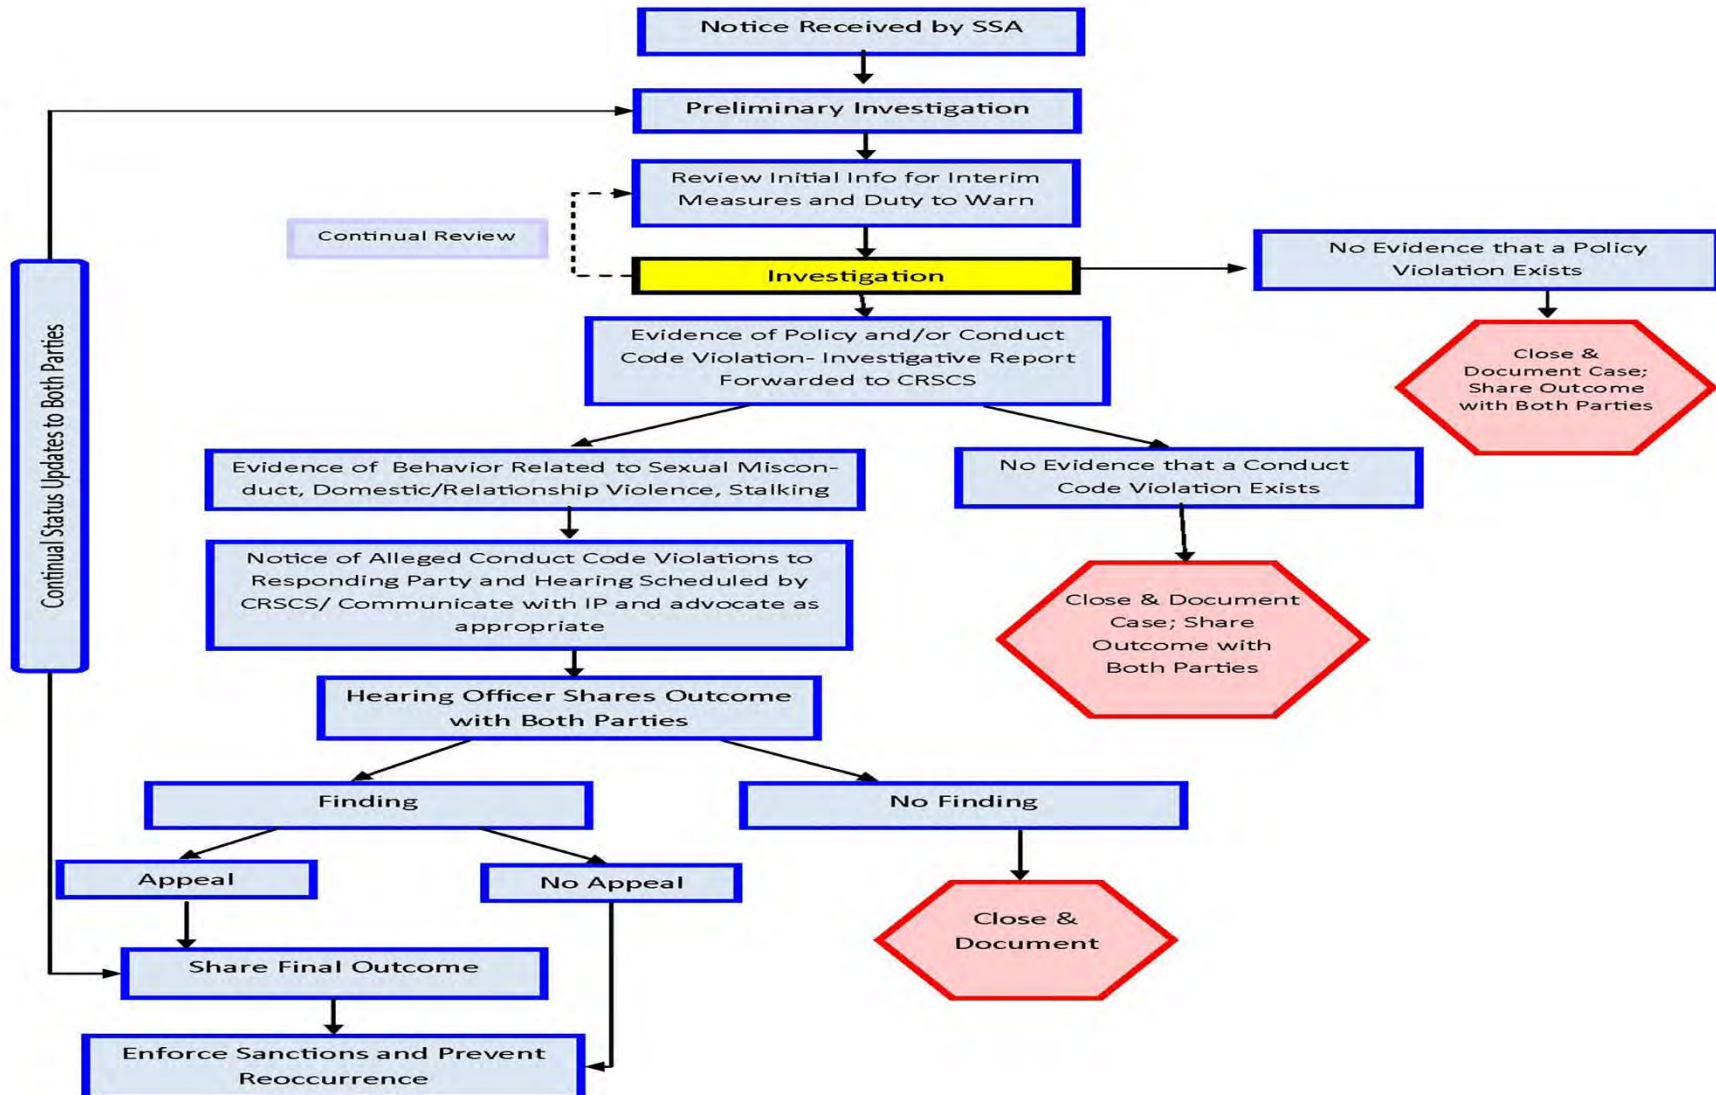 Notice Received by SSA
Preliminary Investigation
Review Initial Info for Interim
Measures and Duty to Warn
Continual Review
Investigation
No Evidence that a Policy
Violation Exists
Continual Status Updates to Both Parties
Evidence of Policy and/or Conduct
Code Violation- Investigative Report
Forwarded to CRSCS
Close &
Document Case;
Share Outcome
with Both Parties
Evidence of Behavior Related to Sexual Miscon-
duct, Domestic/Relationship Violence, Stalking
No Evidence that a Conduct
Code Violation Exists
Notice of Alleged Conduct Code Violations to
Responding Party and Hearing Scheduled by
CRSCS/ Communicate with IP and advocate as
appropriate
Close & Document
Case; Share
Outcome with
Both Parties
Hearing Officer Shares Outcome
with Both Parties
Finding
No Finding
Appeal
No Appeal
Close &
Document
Share Final Outcome
Enforce Sanctions and Prevent
Reoccurrence